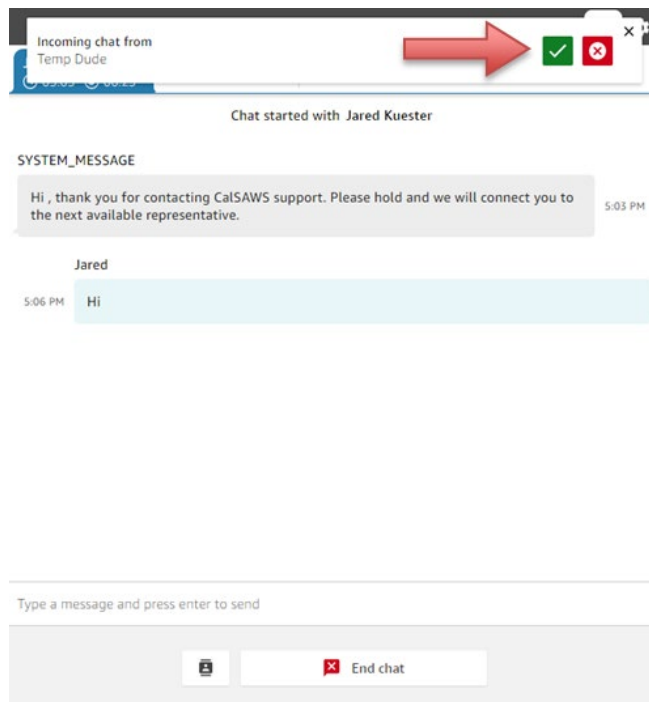 Incoming chat from
Temp Dude
Chat started with Jared Kuester
SYSTEM_MESSAGE
Hi , thank you for contacting CalSAWS support. Please hold and we will connect you to
the next available representative.
5:03 PM
Jared
5:06 PM
Hi
Type a message and press enter to send
End chat